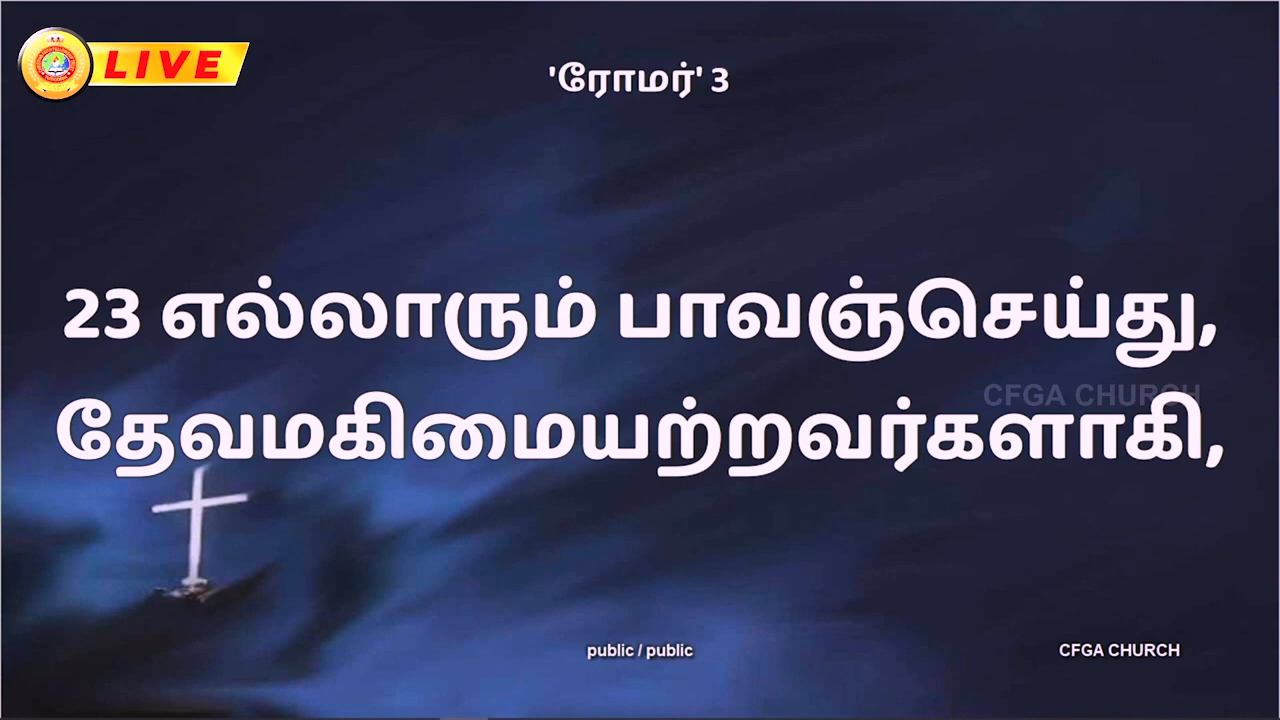 LIVE
'ரோமர்' 3
23 எல்லாரும் பாவஞ்செய்து,
CFGA CHURCH
தேவமகிமையற்றவர்களாகி,
public / public
CFGA CHURCH